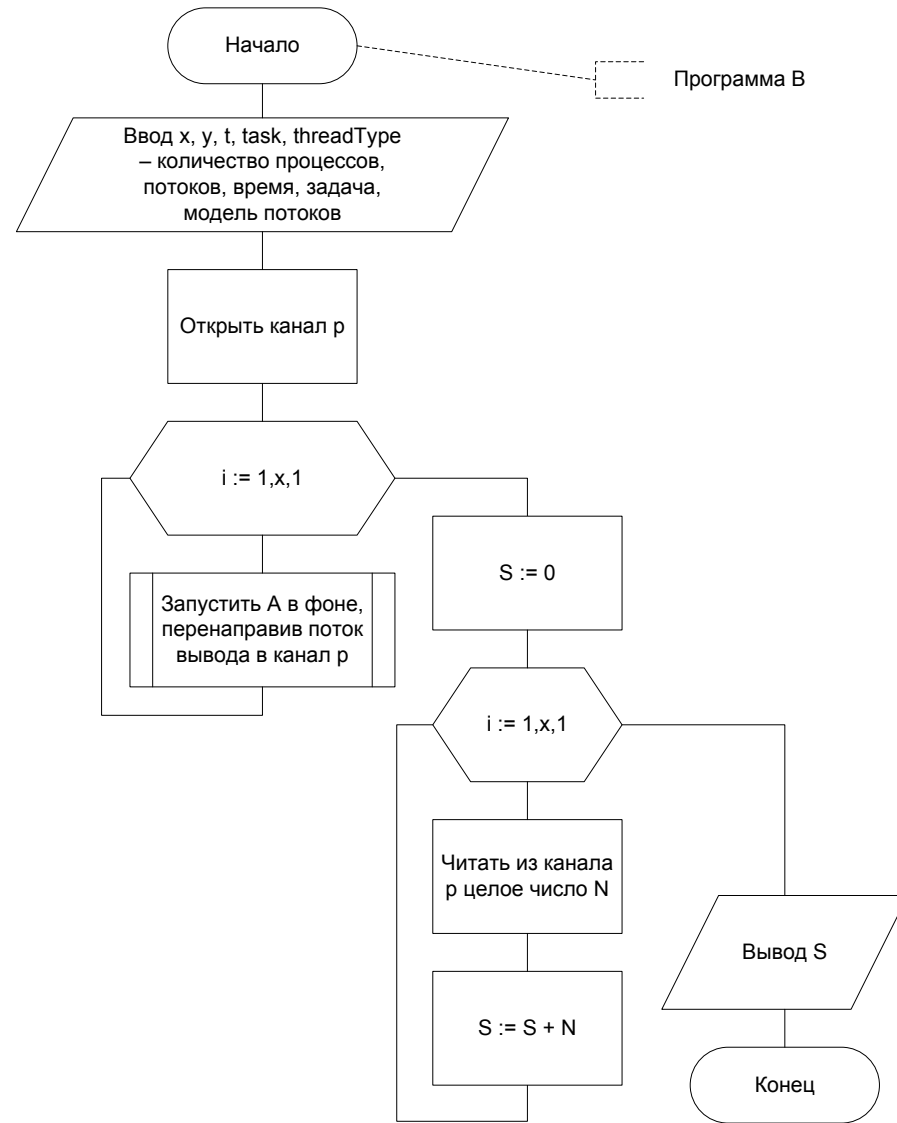 Начало
Программа B
Ввод x, y, t, task, threadType
– количество процессов,
потоков, время, задача,
модель потоков
Открыть канал p
i := 1,x,1
Запустить A в фоне,
перенаправив поток
вывода в канал p
S := 0
i := 1,x,1
Читать из канала
p целое число N
S := S + N
Вывод S
Конец